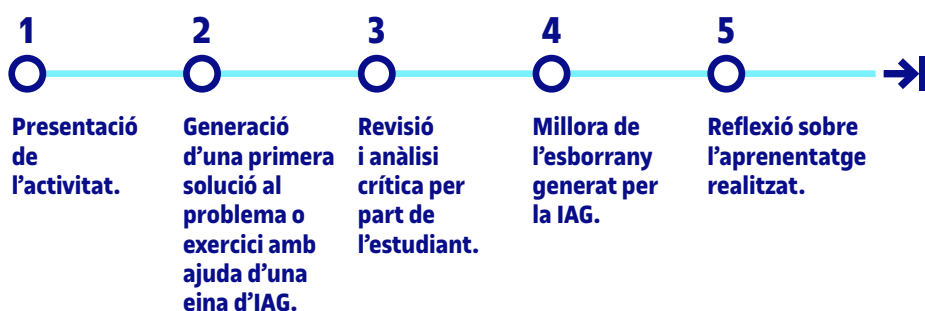 1
Presentació
de
l’activitat.
2
Generació
d’una primera
solució al
problema o
exercici amb
ajuda d’una
eina d’IAG.
3
Revisió
i anàlisi
crítica per
part de
l’estudiant.
4
Millora de
l’esborrany
generat per
la IAG.
5
Reflexió sobre
l’aprenentatge
realitzat.